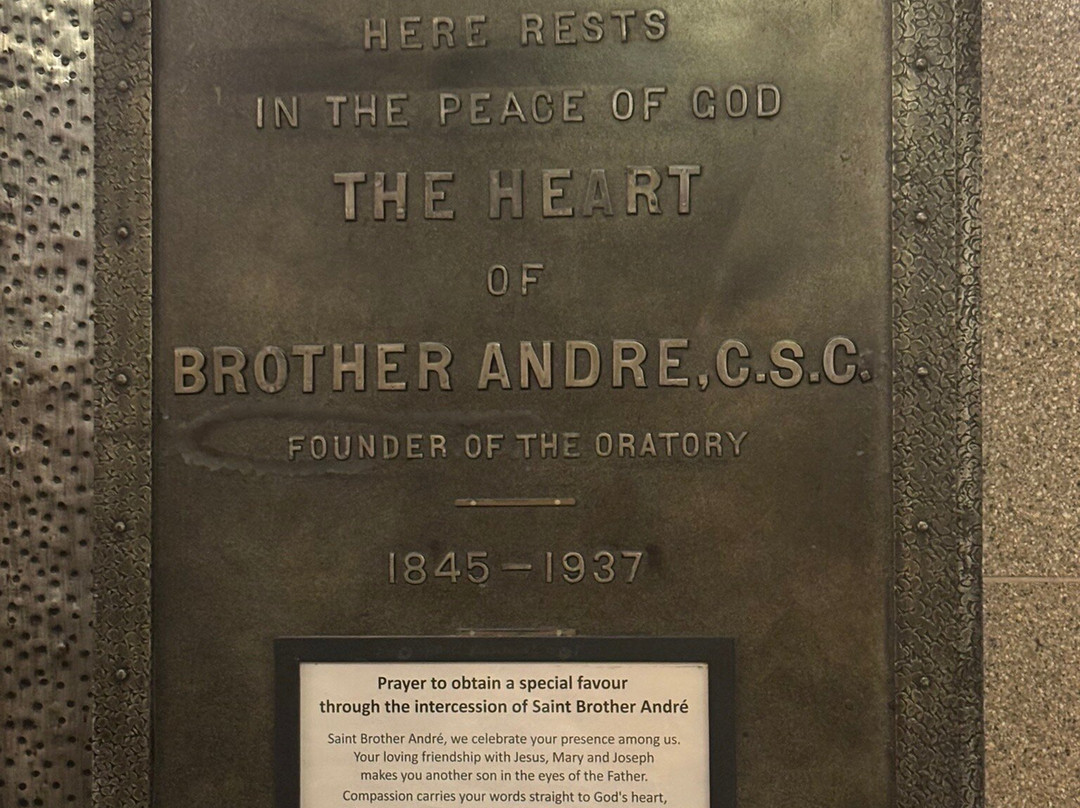 HERE RESTS
IN THE PEACE OF GOD
THE HEART
OF
BROTHER ANDRE, C.S.C.
FOUNDER OF THE ORATORY
1845 – 1937
Prayer to obtain a special favour
through the intercession of Saint Brother André
Saint Brother André, we celebrate your presence among us.
Your loving friendship with Jesus, Mary and Joseph
makes you another son in the eyes of the Father.
Compassion carries your words straight to God's heart,